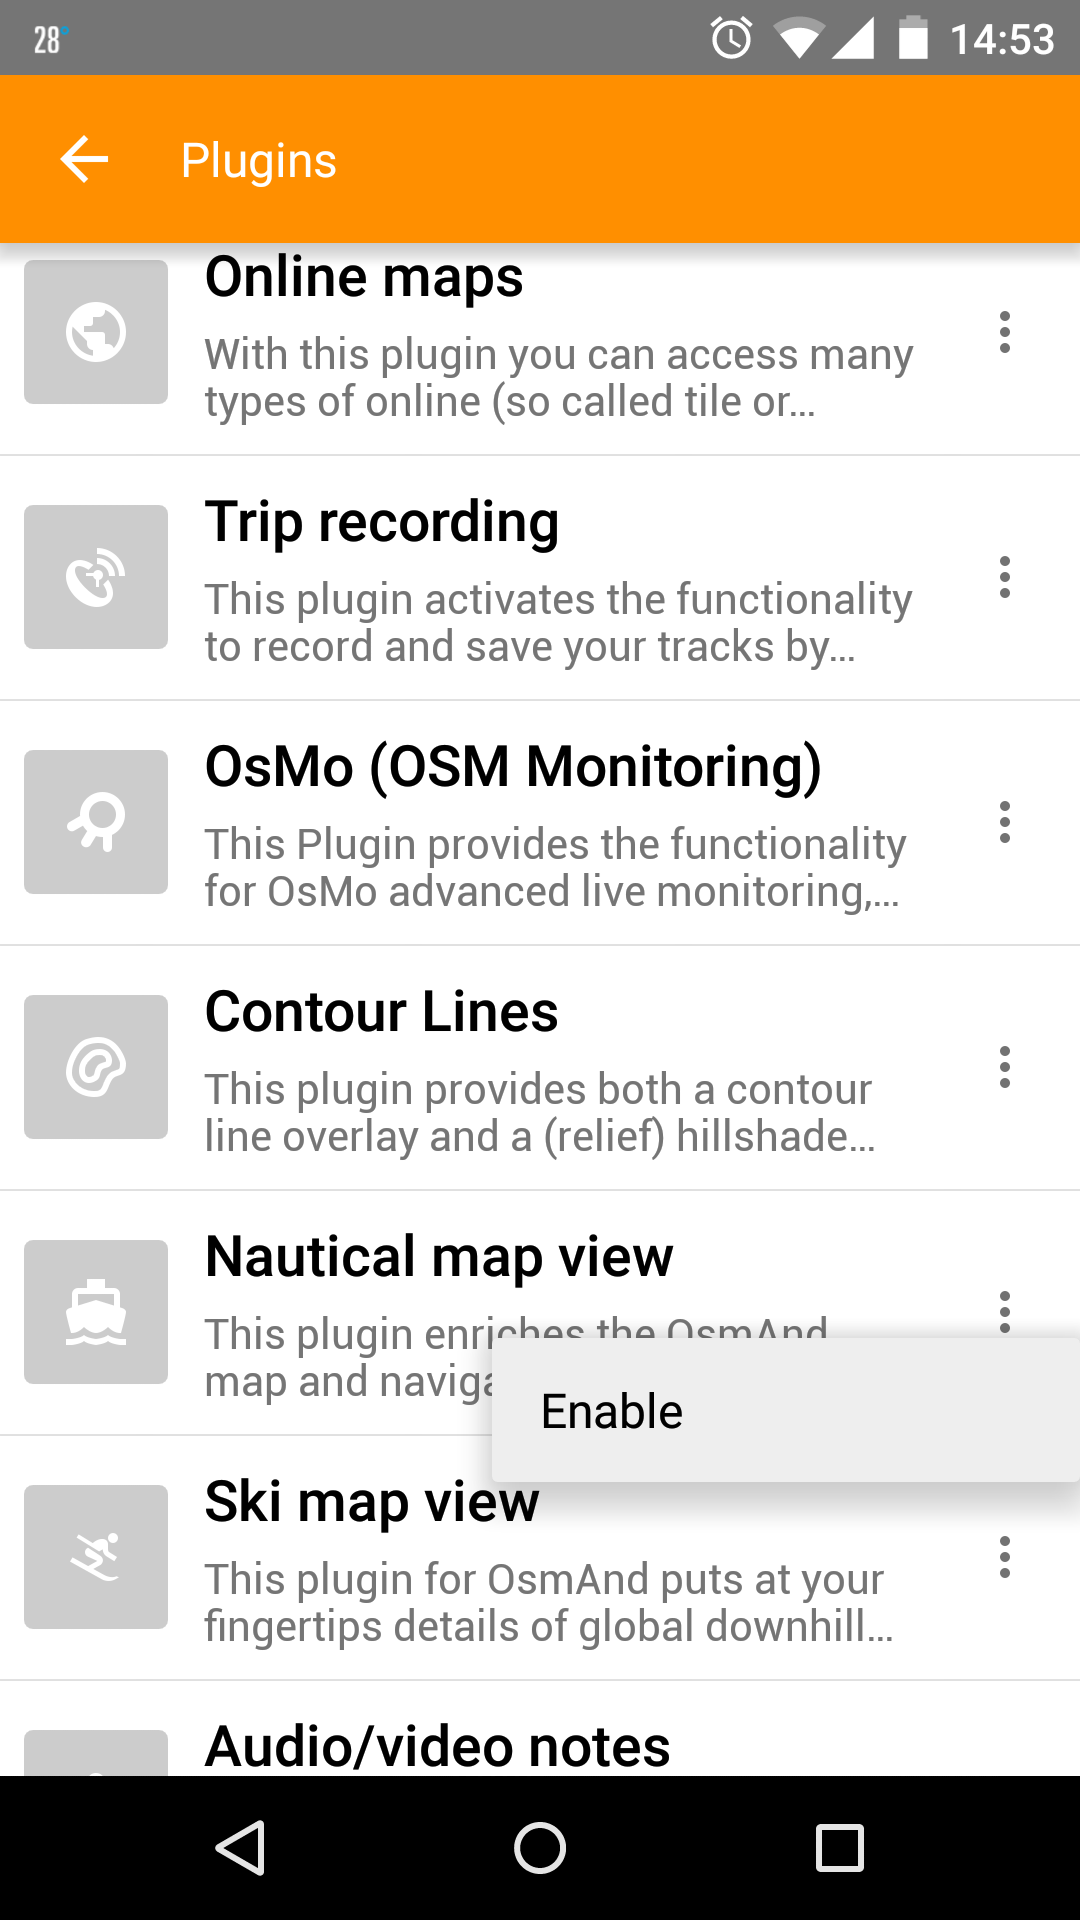 28°
14:53
Plugins
Online maps
With this plugin you can access many
types of online (so called tile or...
Trip recording
This plugin activates the functionality
to record and save your tracks by...
OsMo (OSM Monitoring)
This Plugin provides the functionality
for OsMo advanced live monitoring,...
Contour Lines
This plugin provides both a contour
line overlay and a (relief) hillshade...
Nautical map view
This plugin enriches the OsmAnd
map and naviga
Enable
Ski map view
This plugin for OsmAnd puts at your
fingertips details of global downhill...
Audio/video notes